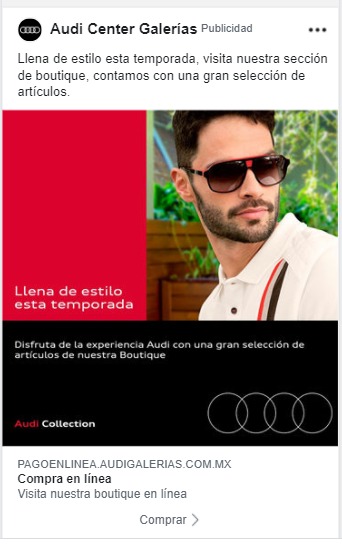 Audi Center Galerías Publicidad
Llena de estilo esta temporada, visita nuestra sección
de boutique, contamos con una gran selección de
artículos.
Llena de estilo
esta temporada
Disfruta de la experiencia Audi con una gran selección de
artículos de nuestra Boutique
Audi Collection
PAGOENLINEA.AUDIGALERIAS.COM.MX
Compra en línea
Visita nuestra boutique en línea
Comprar